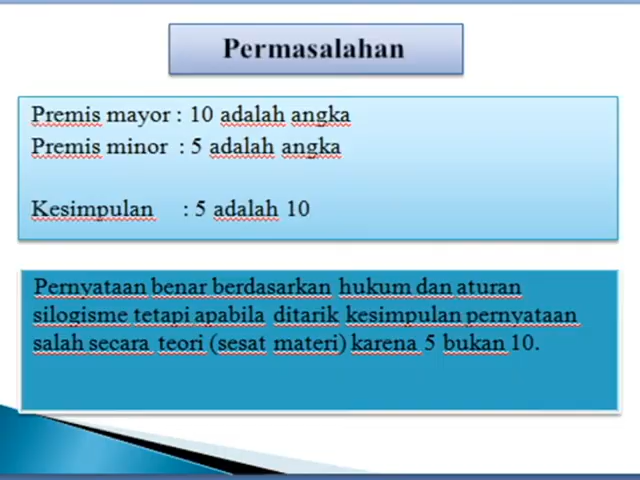 Permasalahan
Premis mayor : 10 adalah angka
Premis minor : 5 adalah angka
Kesimpulan : 5 adalah 10
Pernyataan benar berdasarkan hukum dan aturan
silogisme tetapi apabila ditarik kesimpulan pernyataan
salah secara teori (sesat materi) karena 5 bukan 10.